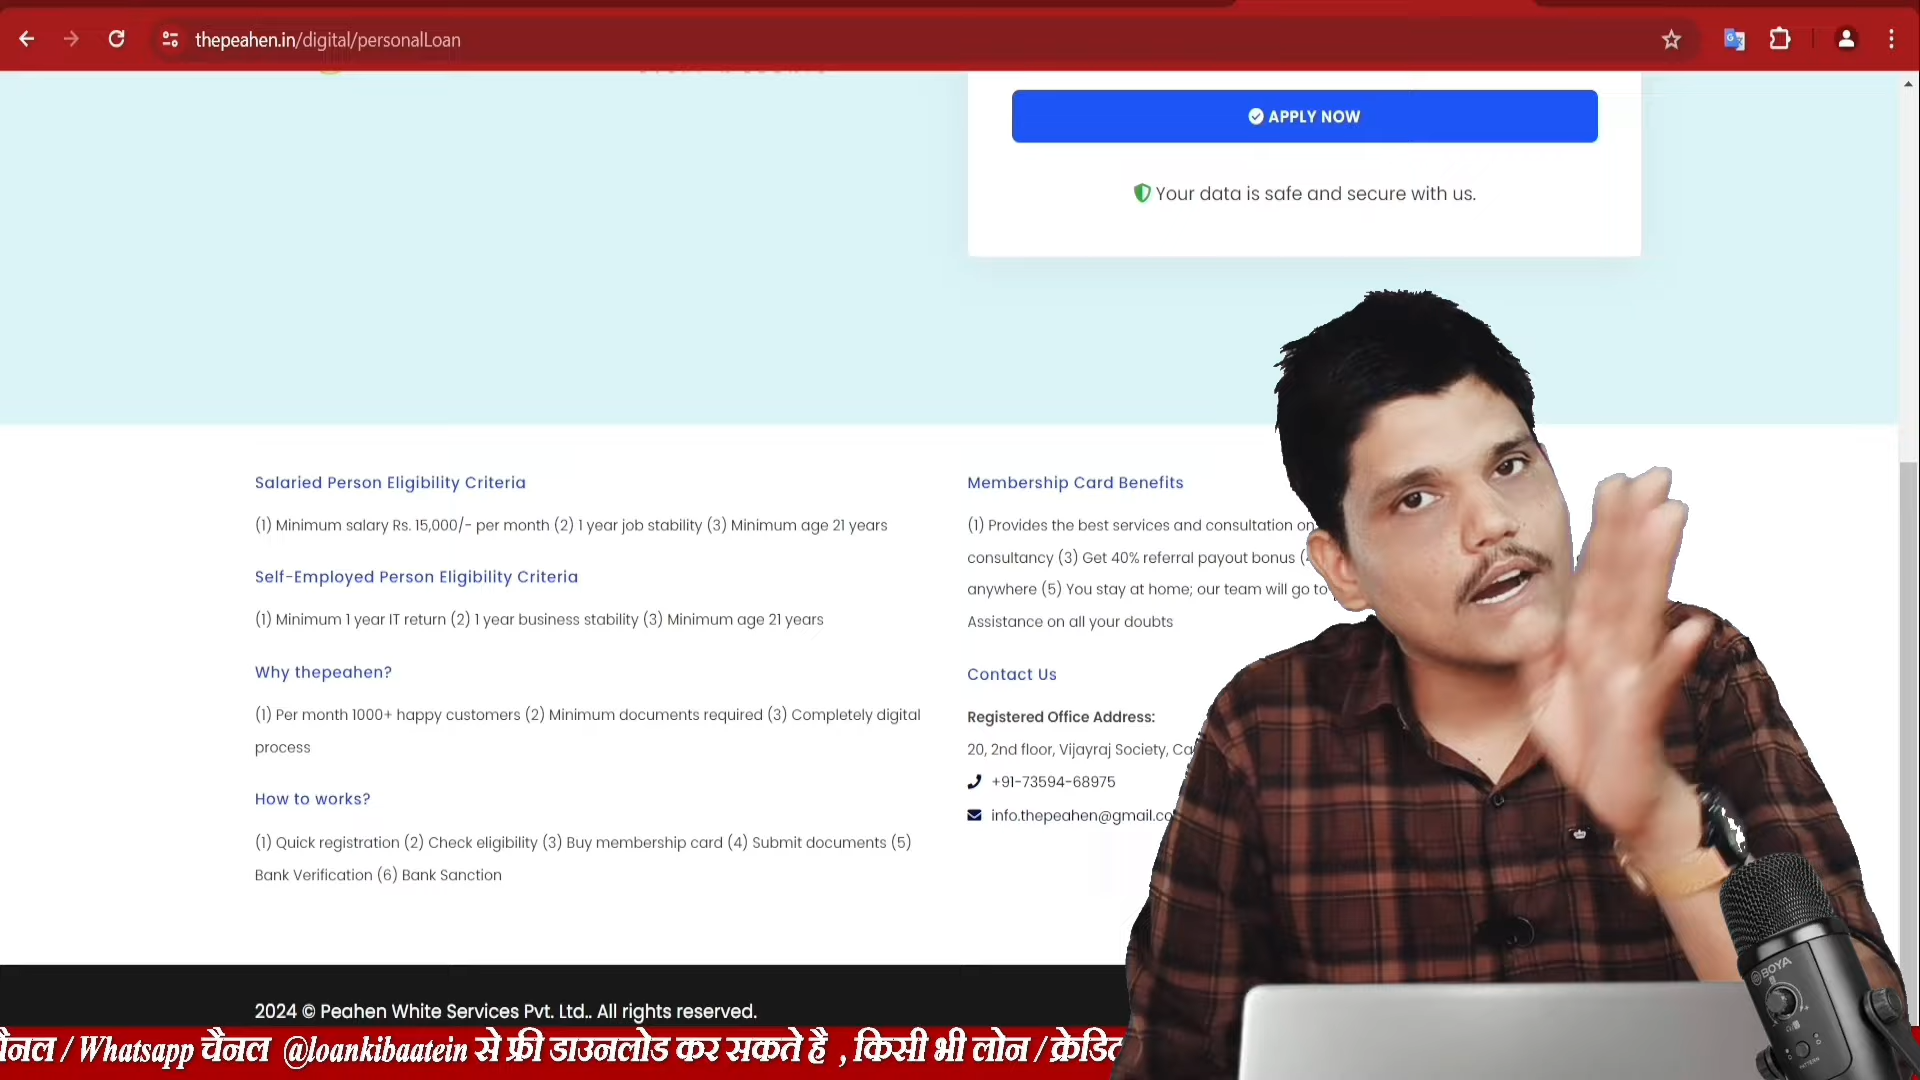 thepeahen.in/digital/personalLoan
APPLY NOW
Your data is safe and secure with us.
Salaried Person Eligibility Criteria
(1) Minimum salary Rs. 15,000/- per month (2) 1 year job stability (3) Minimum age 21 years
Self-Employed Person Eligibility Criteria
(1) Minimum 1 year IT return (2) 1 year business stability (3) Minimum age 21 years
Why thepeahen?
(1) Per month 1000+ happy customers (2) Minimum documents required (3) Completely digital
process
How to works?
(1) Quick registration (2) Check eligibility (3) Buy membership card (4) Submit documents (5)
Bank Verification (6) Bank Sanction
Membership Card Benefits
(1) Provides the best services and consultation on
consultancy (3) Get 40% referral payout bonus
anywhere (5) You stay at home; our team will go to
Assistance on all your doubts
Contact Us
Registered Office Address:
20, 2nd floor, Vijayraj Society,
+91-73594-68975
info.thepeahen@gmail.co
BOYA
2024 © Peahen White Services Pvt. Ltd.. All rights reserved.
/ Whatsapp चैनल @loankibaatein से फ्री डाउनलोड कर सकते हैं , किसी भी लोन /